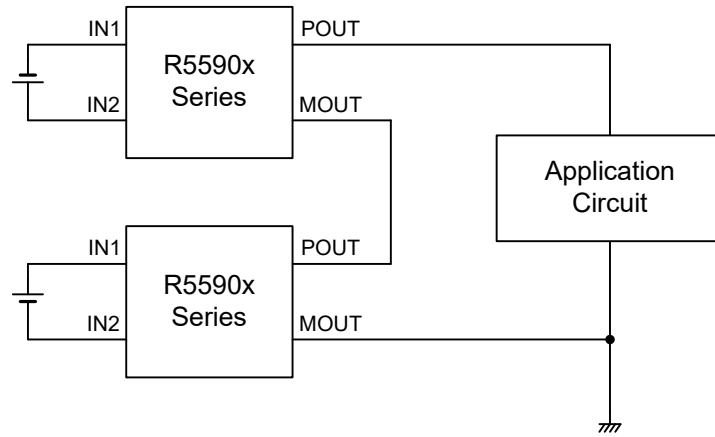 IN1
POUT
R5590x
Series
IN2
MOUT
Application
Circuit
IN1
POUT
R5590x
Series
IN2
MOUT